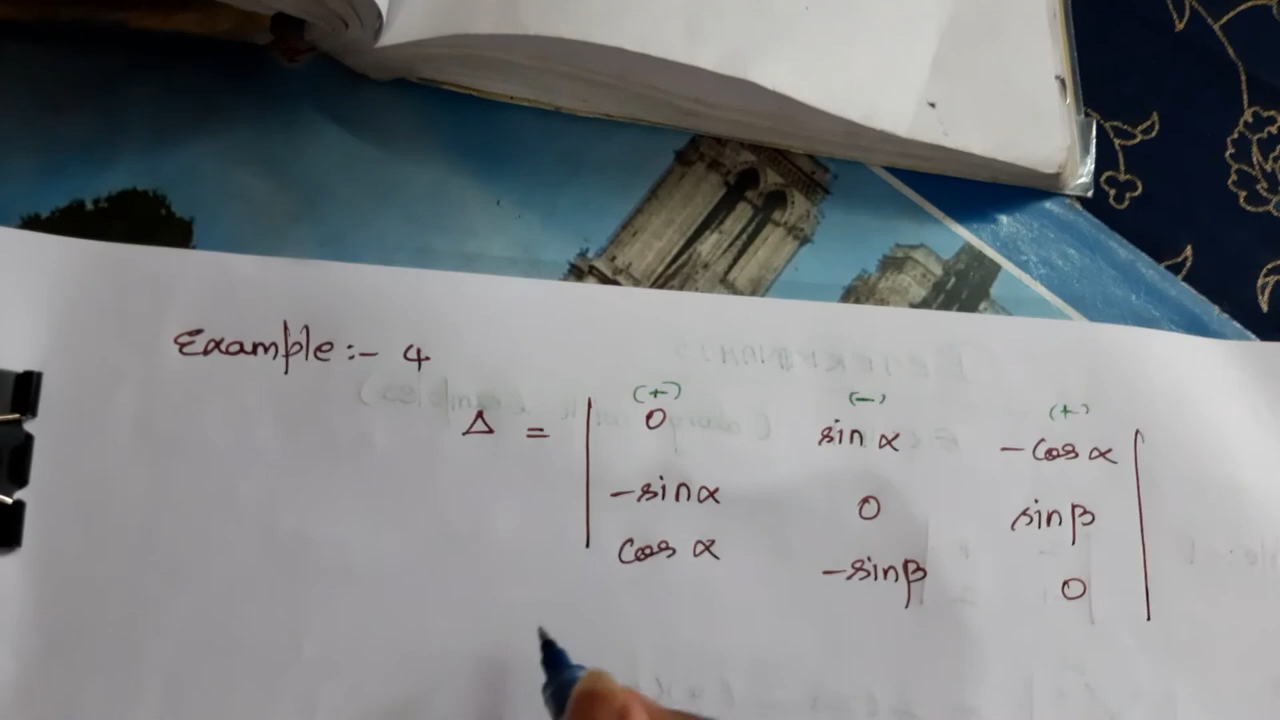 Example:- 4
(+) (-) (+)
Δ = | 0 sin α -cos α |
-sin α 0 sin β
cos α -sin β 0